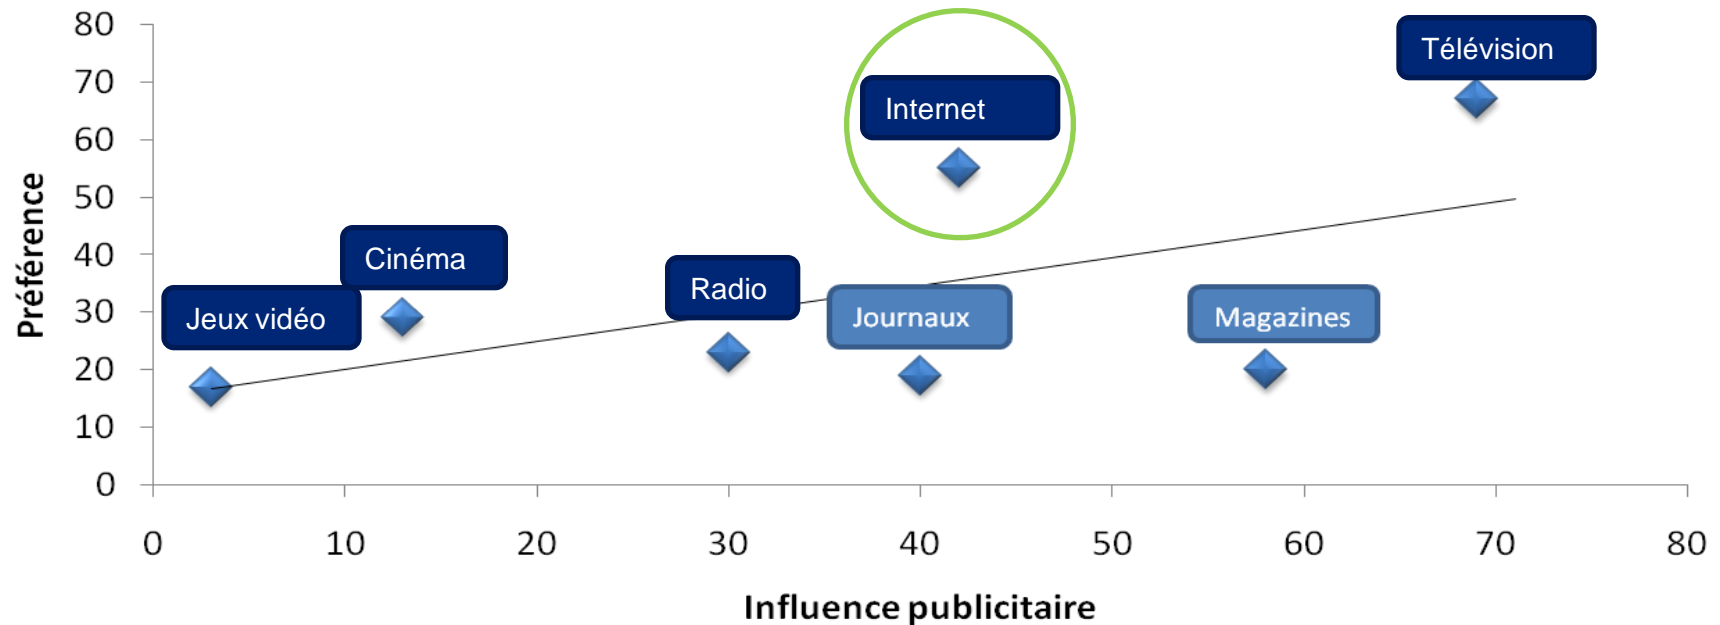 Préférence
80
70
60
50
40
30
20
10
0
Télévision
Internet
Cinéma
Radio
Jeux vidéo
Journaux
Magazines
0 10 20 30 40 50 60 70 80
Influence publicitaire